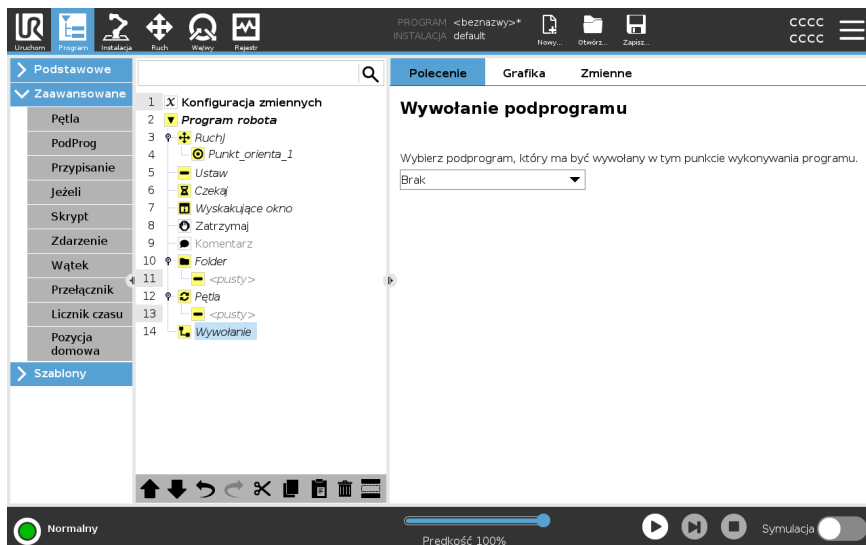 UR
Uruchom
Program
Instalacja
Ruch
We/wy
Rejestr
PROGRAM <beznazwy>*
INSTALACJA default
Nowy...
Otwórz...
Zapisz...
CCCC
CCCC
Podstawowe
Zaawansowane
Pętla
PodProg
Przypisanie
Jeżeli
Skrypt
Zdarzenie
Wątek
Przełącznik
Licznik czasu
Pozycja
domowa
Szablony
1 X Konfiguracja zmiennych
2 Program robota
3 RuchJ
4 Punkt_orienta_1
5 Ustaw
6 Czekaj
7 Wyskakujące okno
8 Zatrzymaj
9 Komentarz
10 Folder
11 <pusty>
12 Pętla
13 <pusty>
14 Wywołanie
Polecenie
Grafika
Zmienne
Wywołanie podprogramu
Wybierz podprogram, który ma być wywołany w tym punkcie wykonywania programu.
Brak
Normalny
Prędkość 100%
Symulacja